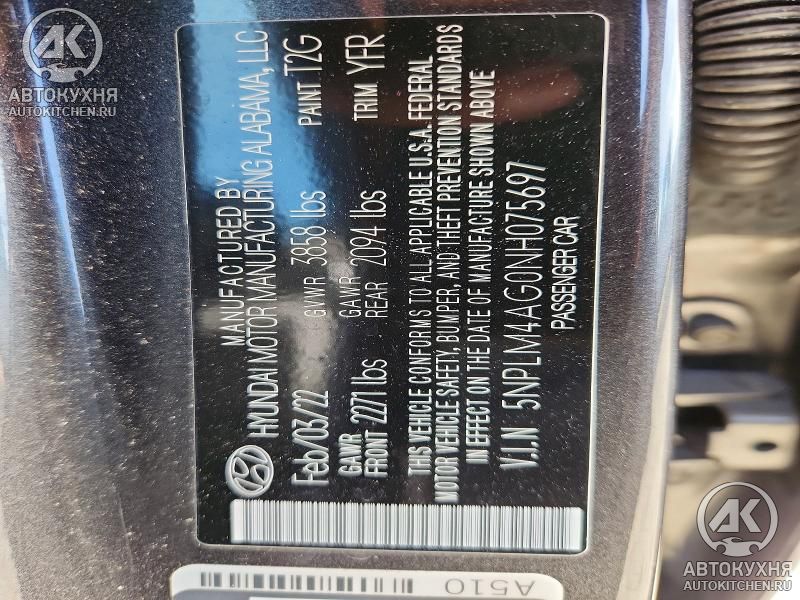 MANUFACTURED BY
HYUNDAI MOTOR MANUFACTURING ALABAMA, LLC
Feb/03/22 GVWR 3858 lbs PAINT T2G
GAWR FRONT 2271 lbs GAWR REAR 2094 lbs TRIM YFR
THIS VEHICLE CONFORMS TO ALL APPLICABLE U.S.A. FEDERAL
MOTOR VEHICLE SAFETY, BUMPER, AND THEFT PREVENTION STANDARDS
IN EFFECT ON THE DATE OF MANUFACTURE SHOWN ABOVE
V.I.N 5NPLM4AG0NH075697
PASSENGER CAR
A510
АК
АВТОКУХНЯ
AUTOKITCHEN.RU
АК
АВТОКУХНЯ
AUTOKITCHEN.RU